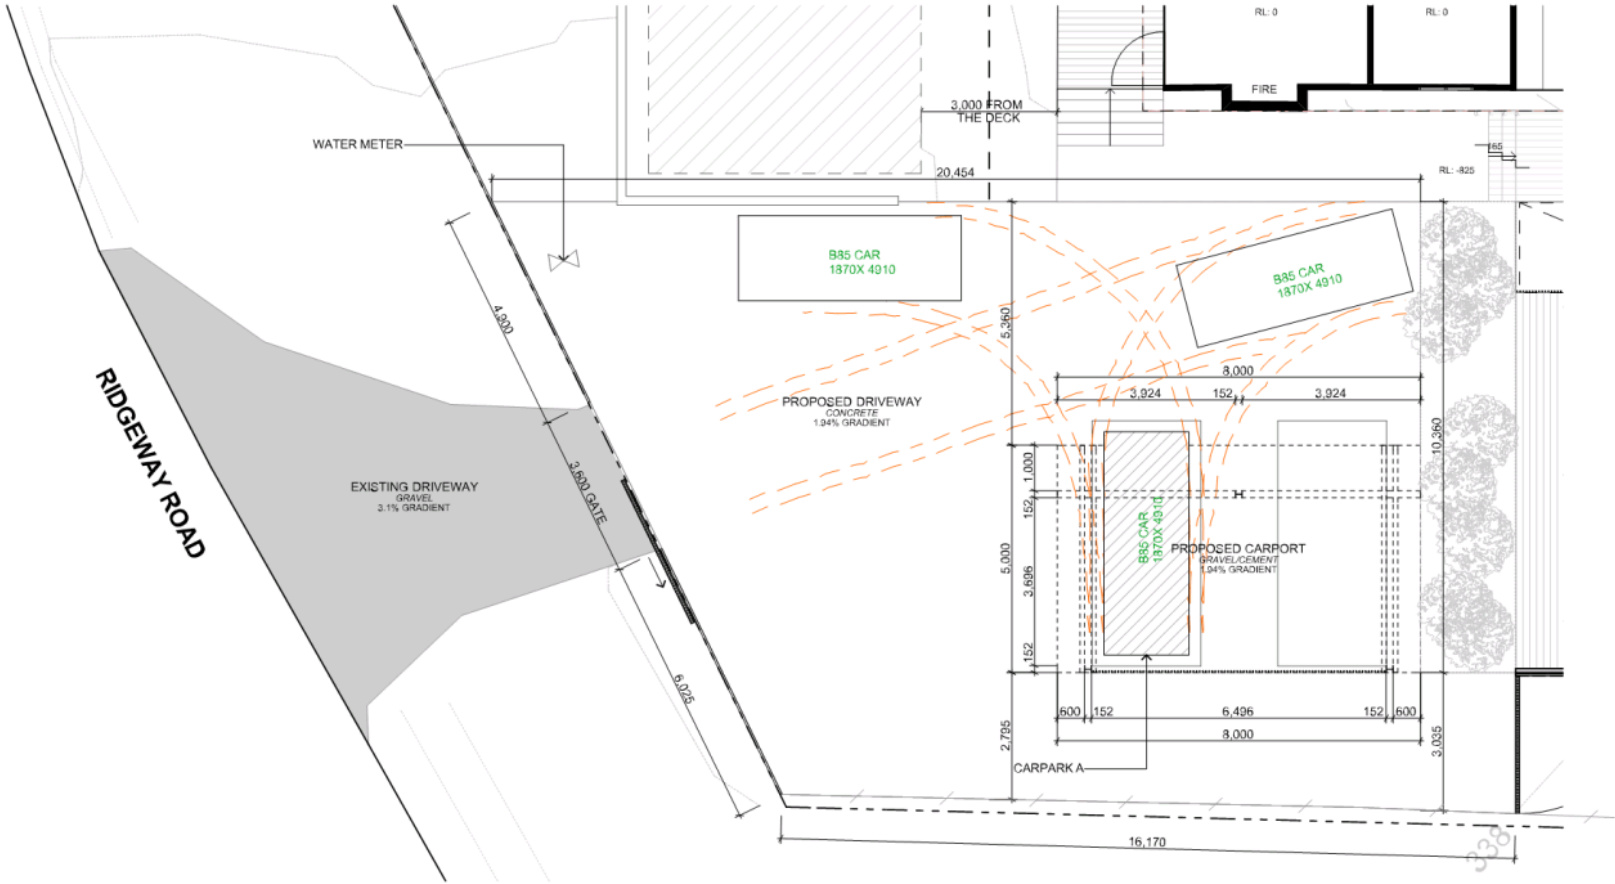 RL: 0
RL: 0
FIRE
3,000 FROM
THE DECK
WATER METER
165
RL: -825
20,454
B85 CAR
1870X 4910
B85 CAR
1870X 4910
4,900
5,360
8,000
3,924
152
3,924
PROPOSED DRIVEWAY
CONCRETE
1.94% GRADIENT
RIDGEWAY ROAD
10,360
1,000
EXISTING DRIVEWAY
GRAVEL
3.1% GRADIENT
3,600 GATE
152
B85 CAR
1870X 4910
PROPOSED CARPORT
GRAVEL/CEMENT
1.94% GRADIENT
5,000
3,696
152
6,025
600
152
6,496
152
600
2,795
8,000
3,035
CARPARK A
16,170
338